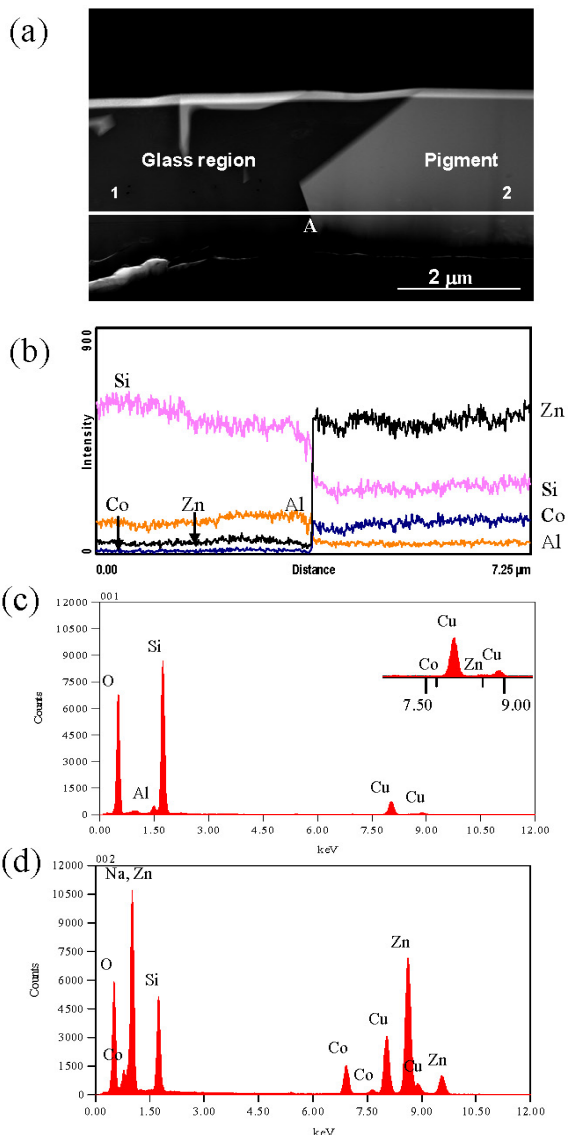 (a)
Glass region Pigment
1 2
A
2 μm
(b)
900
Si
Zn
Intensity
Si
Co Zn Al
Co
Al
0
0.00 Distance 7.25 μm
(c)
001
12000
10500
9000
7500
6000
4500
3000
1500
0
Counts
O
Si
Al
Cu
Cu
Cu
Co Zn Cu
7.50 9.00
0.00 1.50 3.00 4.50 6.00 7.50 9.00 10.50 12.00
keV
(d)
002
12000
10500
9000
7500
6000
4500
3000
1500
0
Counts
Na, Zn
O
Si
Co
Zn
Cu
Co
Co
Cu
Zn
0.00 1.50 3.00 4.50 6.00 7.50 9.00 10.50 12.00
keV